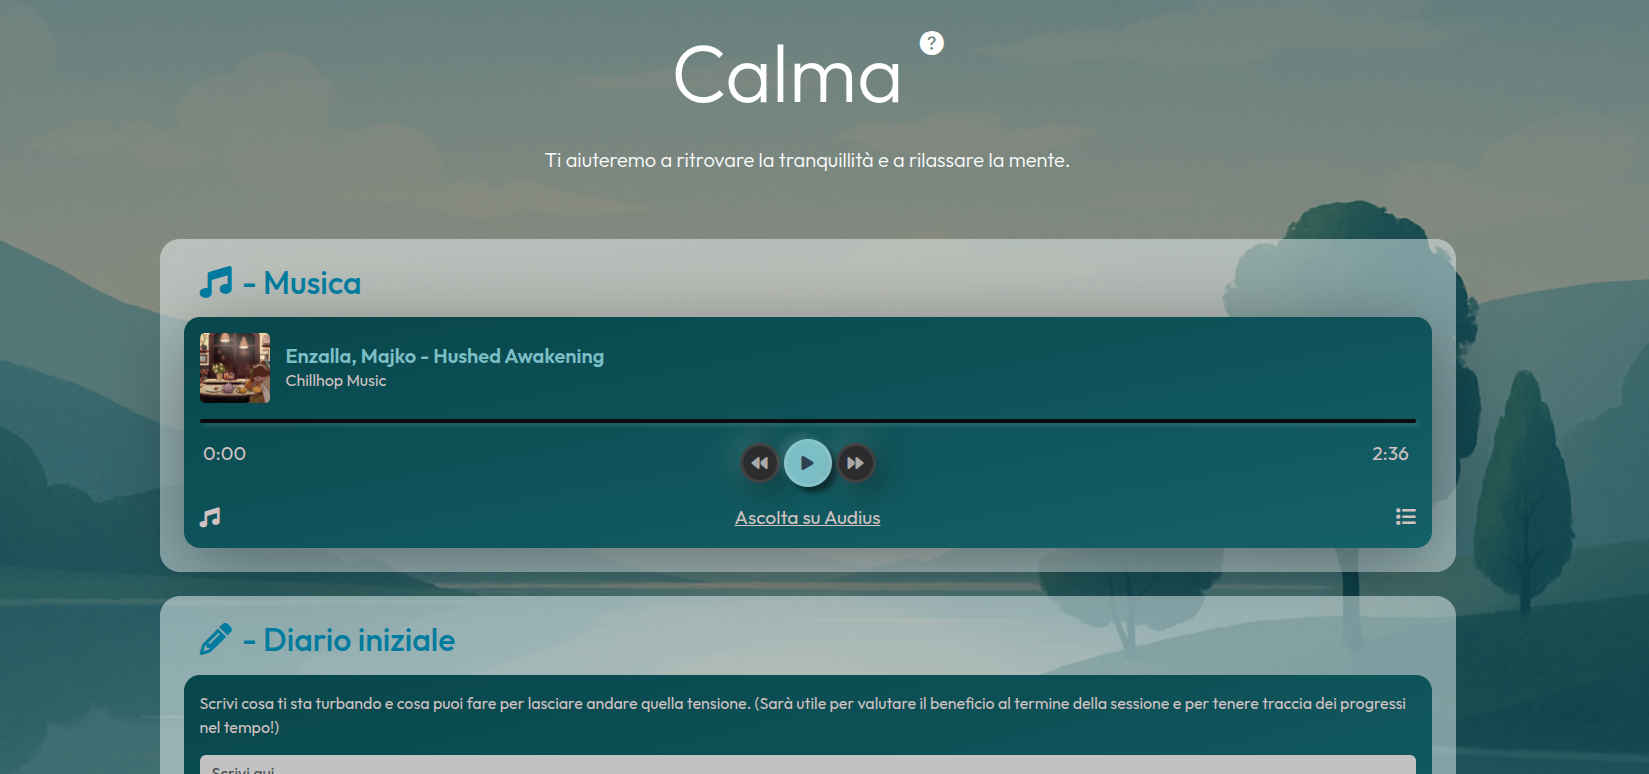 Calma ?
Ti aiuteremo a ritrovare la tranquillità e a rilassare la mente.
- Musica
Enzalla, Majko - Hushed Awakening
Chillhop Music
0:00
2:36
Ascolta su Audius
- Diario iniziale
Scrivi cosa ti sta turbando e cosa puoi fare per lasciare andare quella tensione. (Sarà utile per valutare il beneficio al termine della sessione e per tenere traccia dei progressi
nel tempo!)
Scrivi qui